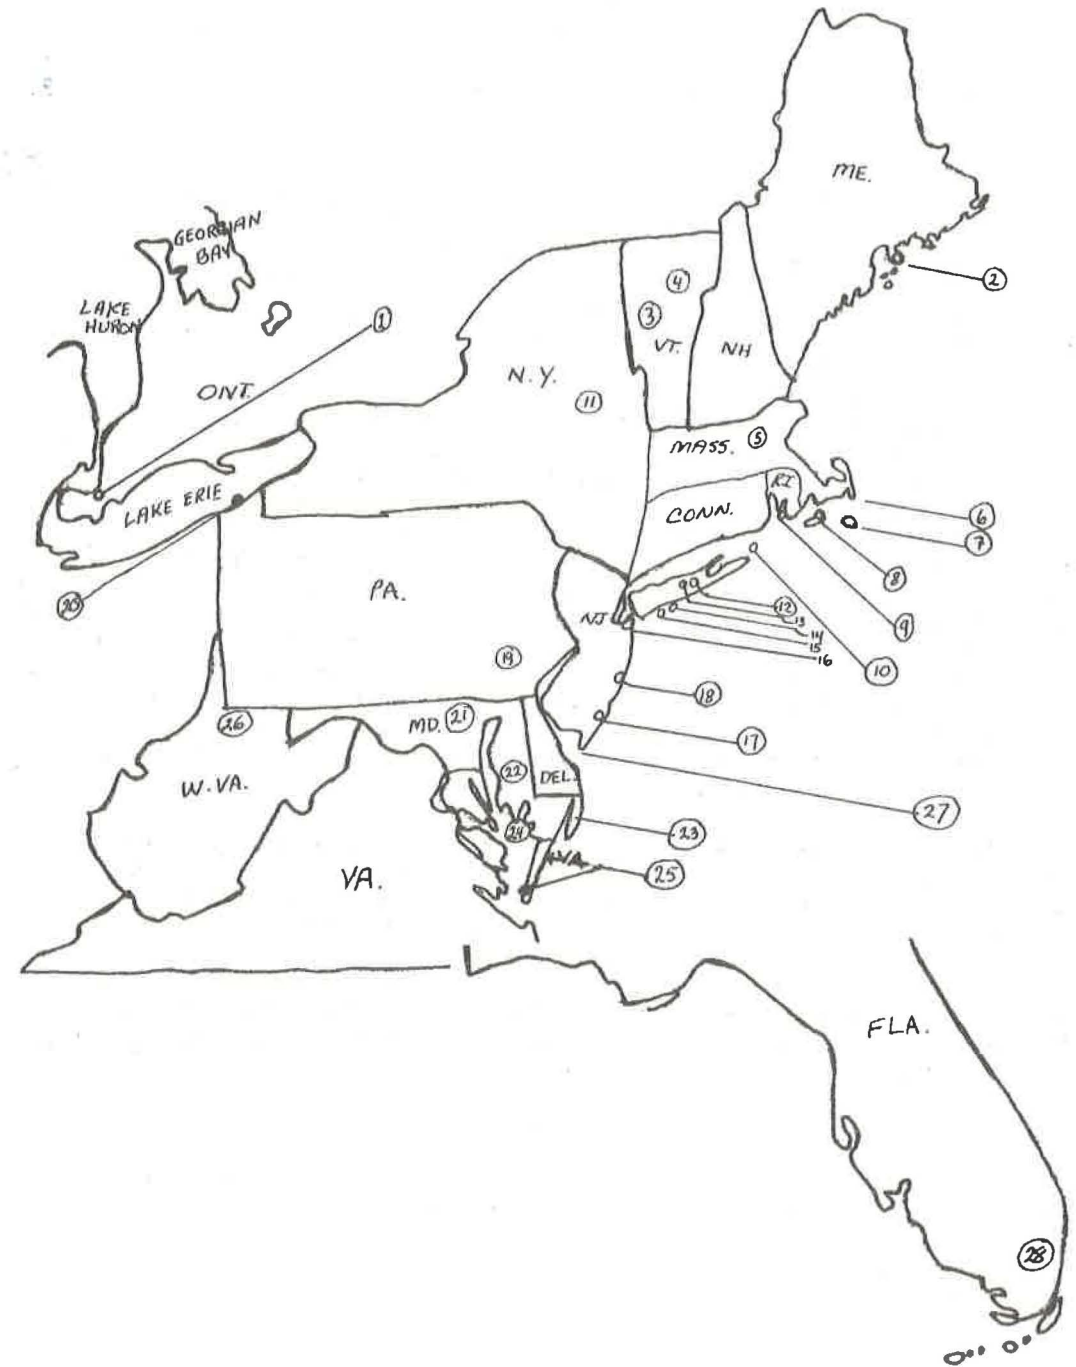 ME.
GEORGIAN
BAY
2
4
LAKE
HURON
1
3
VT.
NH
N.Y.
ONT.
11
MASS.
5
RI
LAKE ERIE
CONN.
6
7
8
20
PA.
NJ
12
13
14
15
16
9
10
19
18
26
MD.
21
17
22
DEL.
W.VA.
27
24
23
VA.
VA.
25
FLA.
28